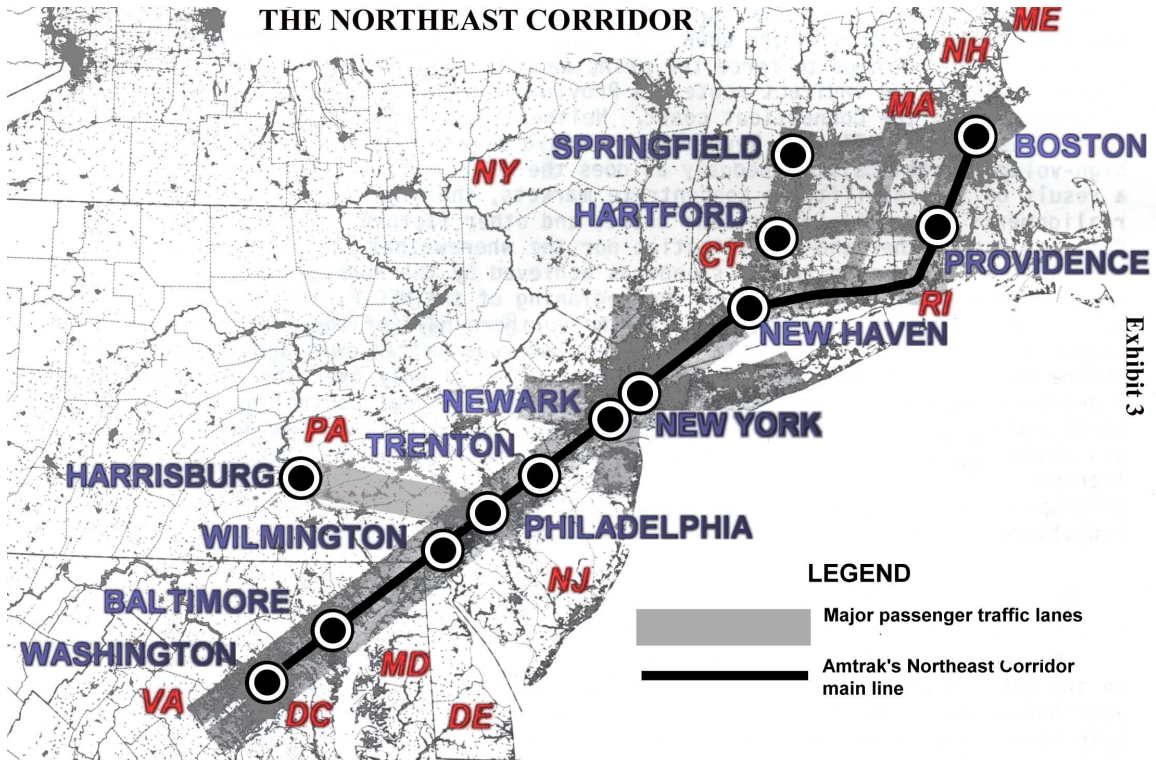 THE NORTHEAST CORRIDOR
ME
NH
MA
SPRINGFIELD
BOSTON
NY
HARTFORD
CT
PROVIDENCE
RI
NEW HAVEN
Exhibit 3
NEWARK
NEW YORK
PA
TRENTON
HARRISBURG
WILMINGTON
PHILADELPHIA
NJ
BALTIMORE
WASHINGTON
MD
VA
DC
DE
LEGEND
Major passenger traffic lanes
Amtrak's Northeast Corridor
main line